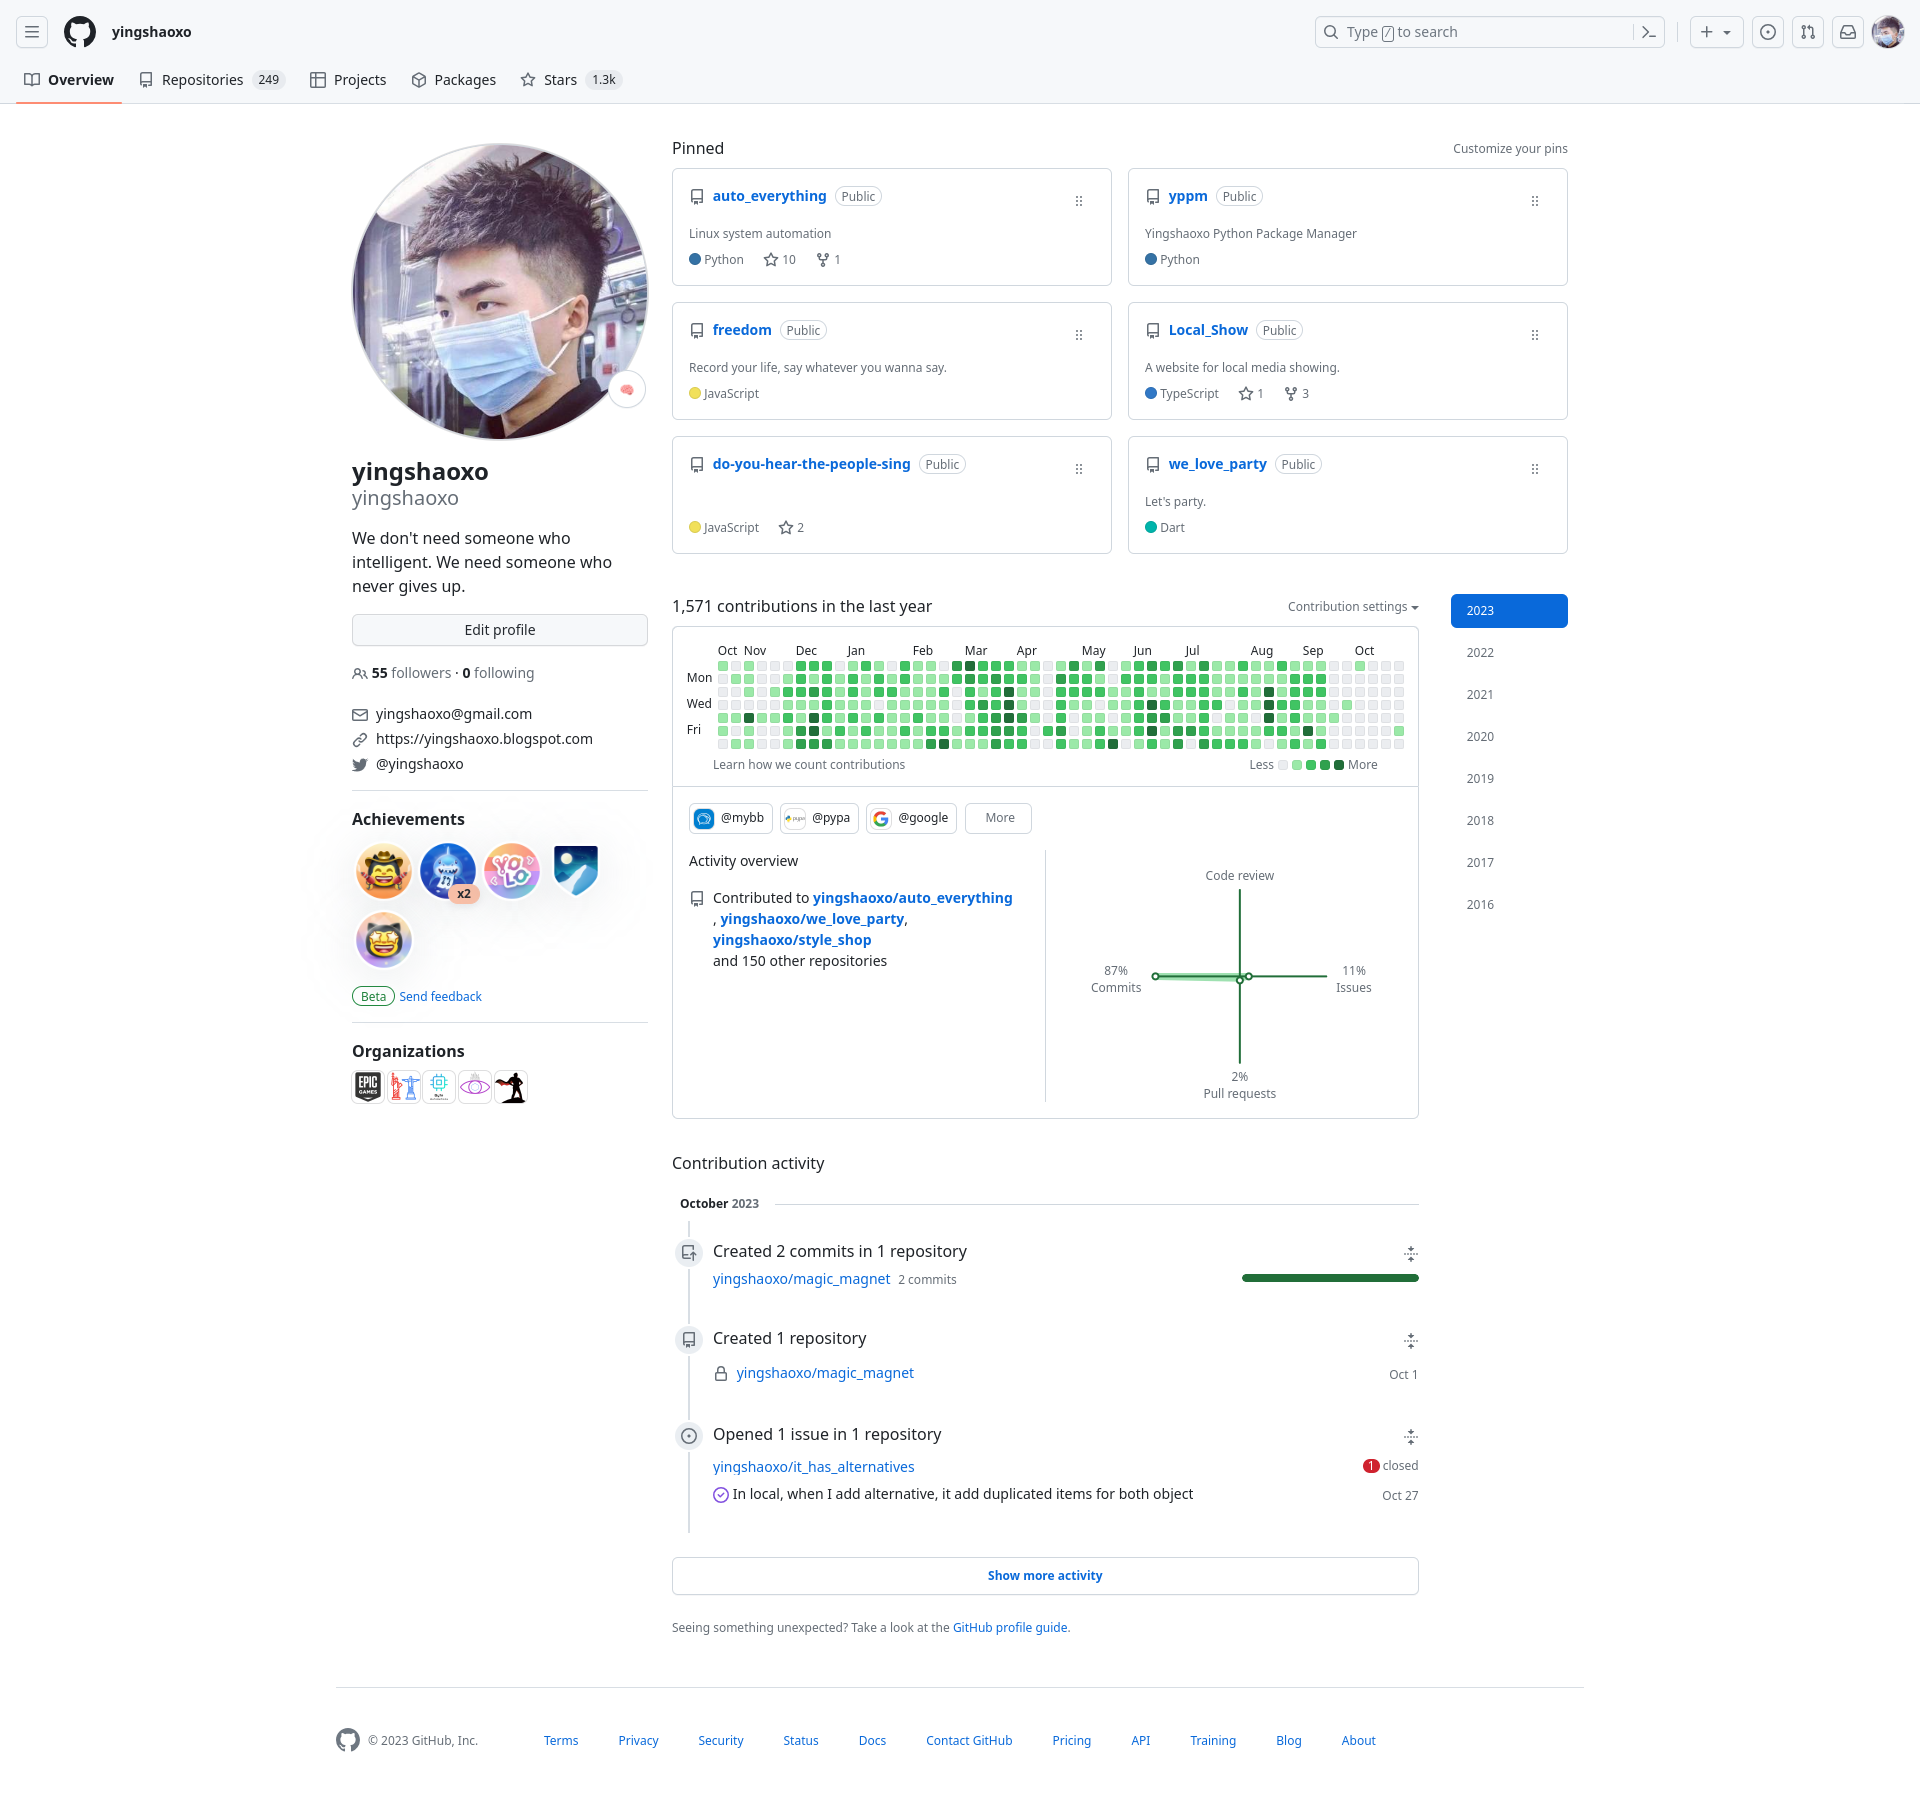 yingshaoxo
Type / to search
Overview
Repositories 249
Projects
Packages
Stars 1.3k
yingshaoxo
yingshaoxo
We don't need someone who
intelligent. We need someone who
never gives up.
Edit profile
55 followers · 0 following
yingshaoxo@gmail.com
https://yingshaoxo.blogspot.com
@yingshaoxo
Achievements
YOLO
x2
Beta Send feedback
Organizations
EPIC
GAMES
Pinned
Customize your pins
auto_everything Public
Linux system automation
Python 10 1
yppm Public
Yingshaoxo Python Package Manager
Python
freedom Public
Record your life, say whatever you wanna say.
JavaScript
Local_Show Public
A website for local media showing.
TypeScript 1 3
do-you-hear-the-people-sing Public
JavaScript 2
we_love_party Public
Let's party.
Dart
1,571 contributions in the last year
Contribution settings
2023
2022
2021
2020
2019
2018
2017
2016
Oct Nov Dec Jan Feb Mar Apr May Jun Jul Aug Sep Oct
Mon
Wed
Fri
Learn how we count contributions
Less More
@mybb
@pypa
@google
More
Activity overview
Contributed to yingshaoxo/auto_everything
, yingshaoxo/we_love_party,
yingshaoxo/style_shop
and 150 other repositories
Code review
87%
Commits
11%
Issues
2%
Pull requests
Contribution activity
October 2023
Created 2 commits in 1 repository
yingshaoxo/magic_magnet 2 commits
Created 1 repository
yingshaoxo/magic_magnet Oct 1
Opened 1 issue in 1 repository
yingshaoxo/it_has_alternatives 1 closed
In local, when I add alternative, it add duplicated items for both object Oct 27
Show more activity
Seeing something unexpected? Take a look at the GitHub profile guide.
© 2023 GitHub, Inc.
Terms
Privacy
Security
Status
Docs
Contact GitHub
Pricing
API
Training
Blog
About